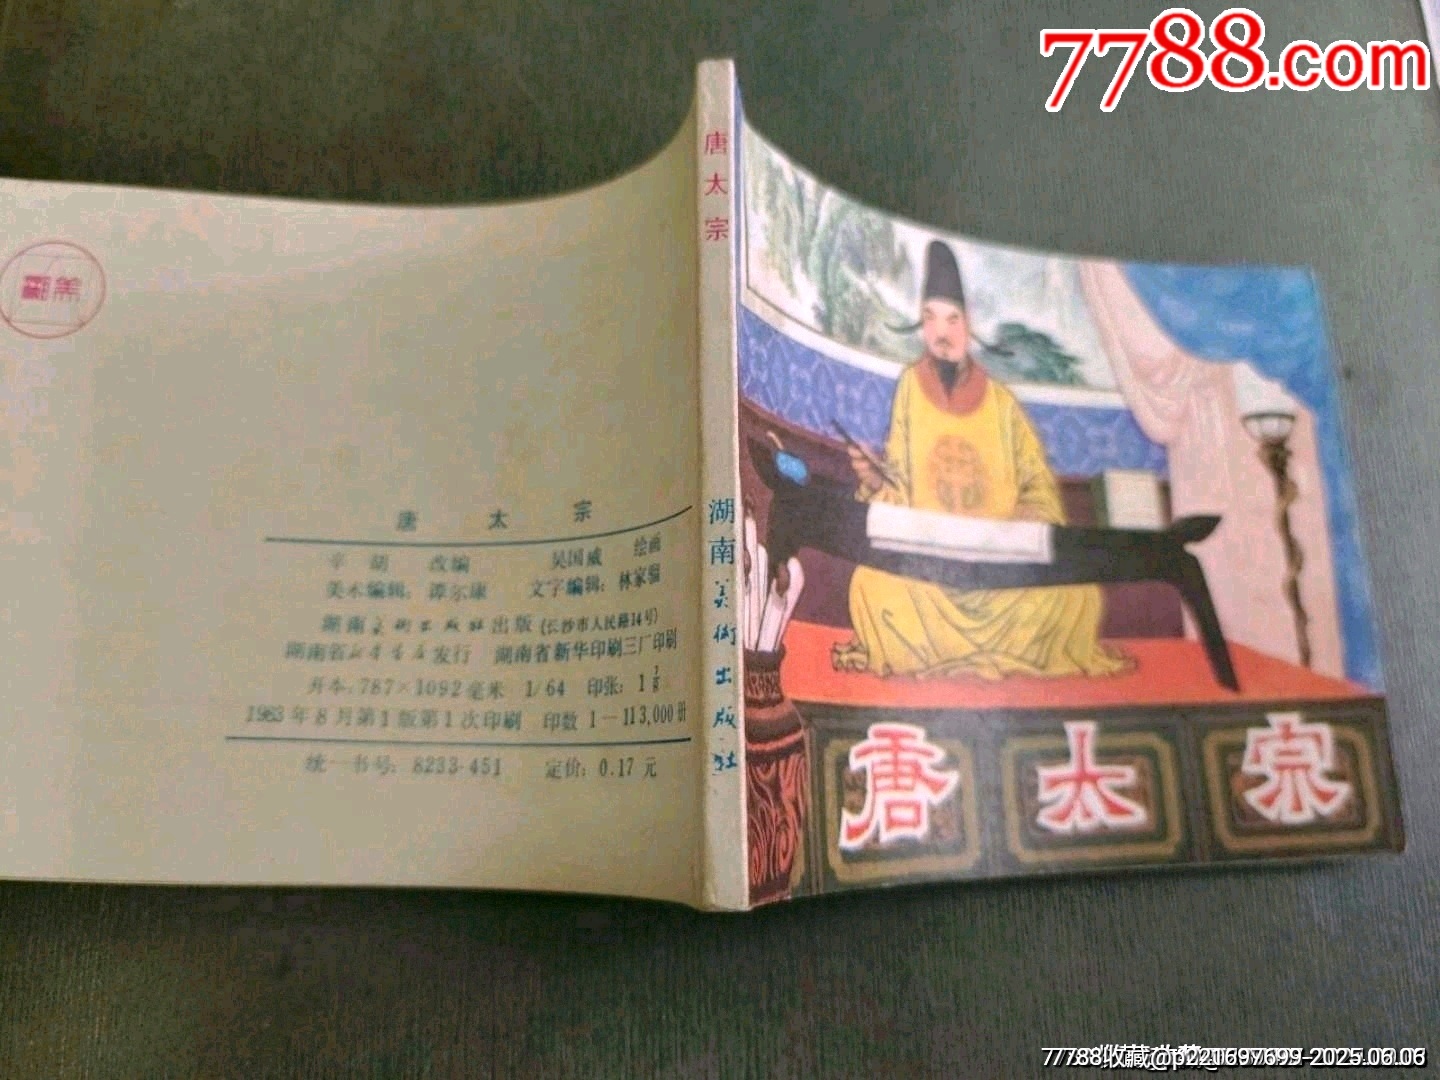 7788.com
唐太宗
湖南美術出版社
唐太宗
唐太宗
辛胡 改编 吴国威 绘画
美术编辑：谭尔康 文字编辑：林家骝
湖南美術出版社出版（长沙市人民路14号）
湖南省新华书店发行 湖南省新华印刷三厂印刷
开本：787×1092毫米 1/64 印张：1 7/8
1983年8月第1版第1次印刷 印数 1—113,000册
统一书号：8233·451 定价：0.17元